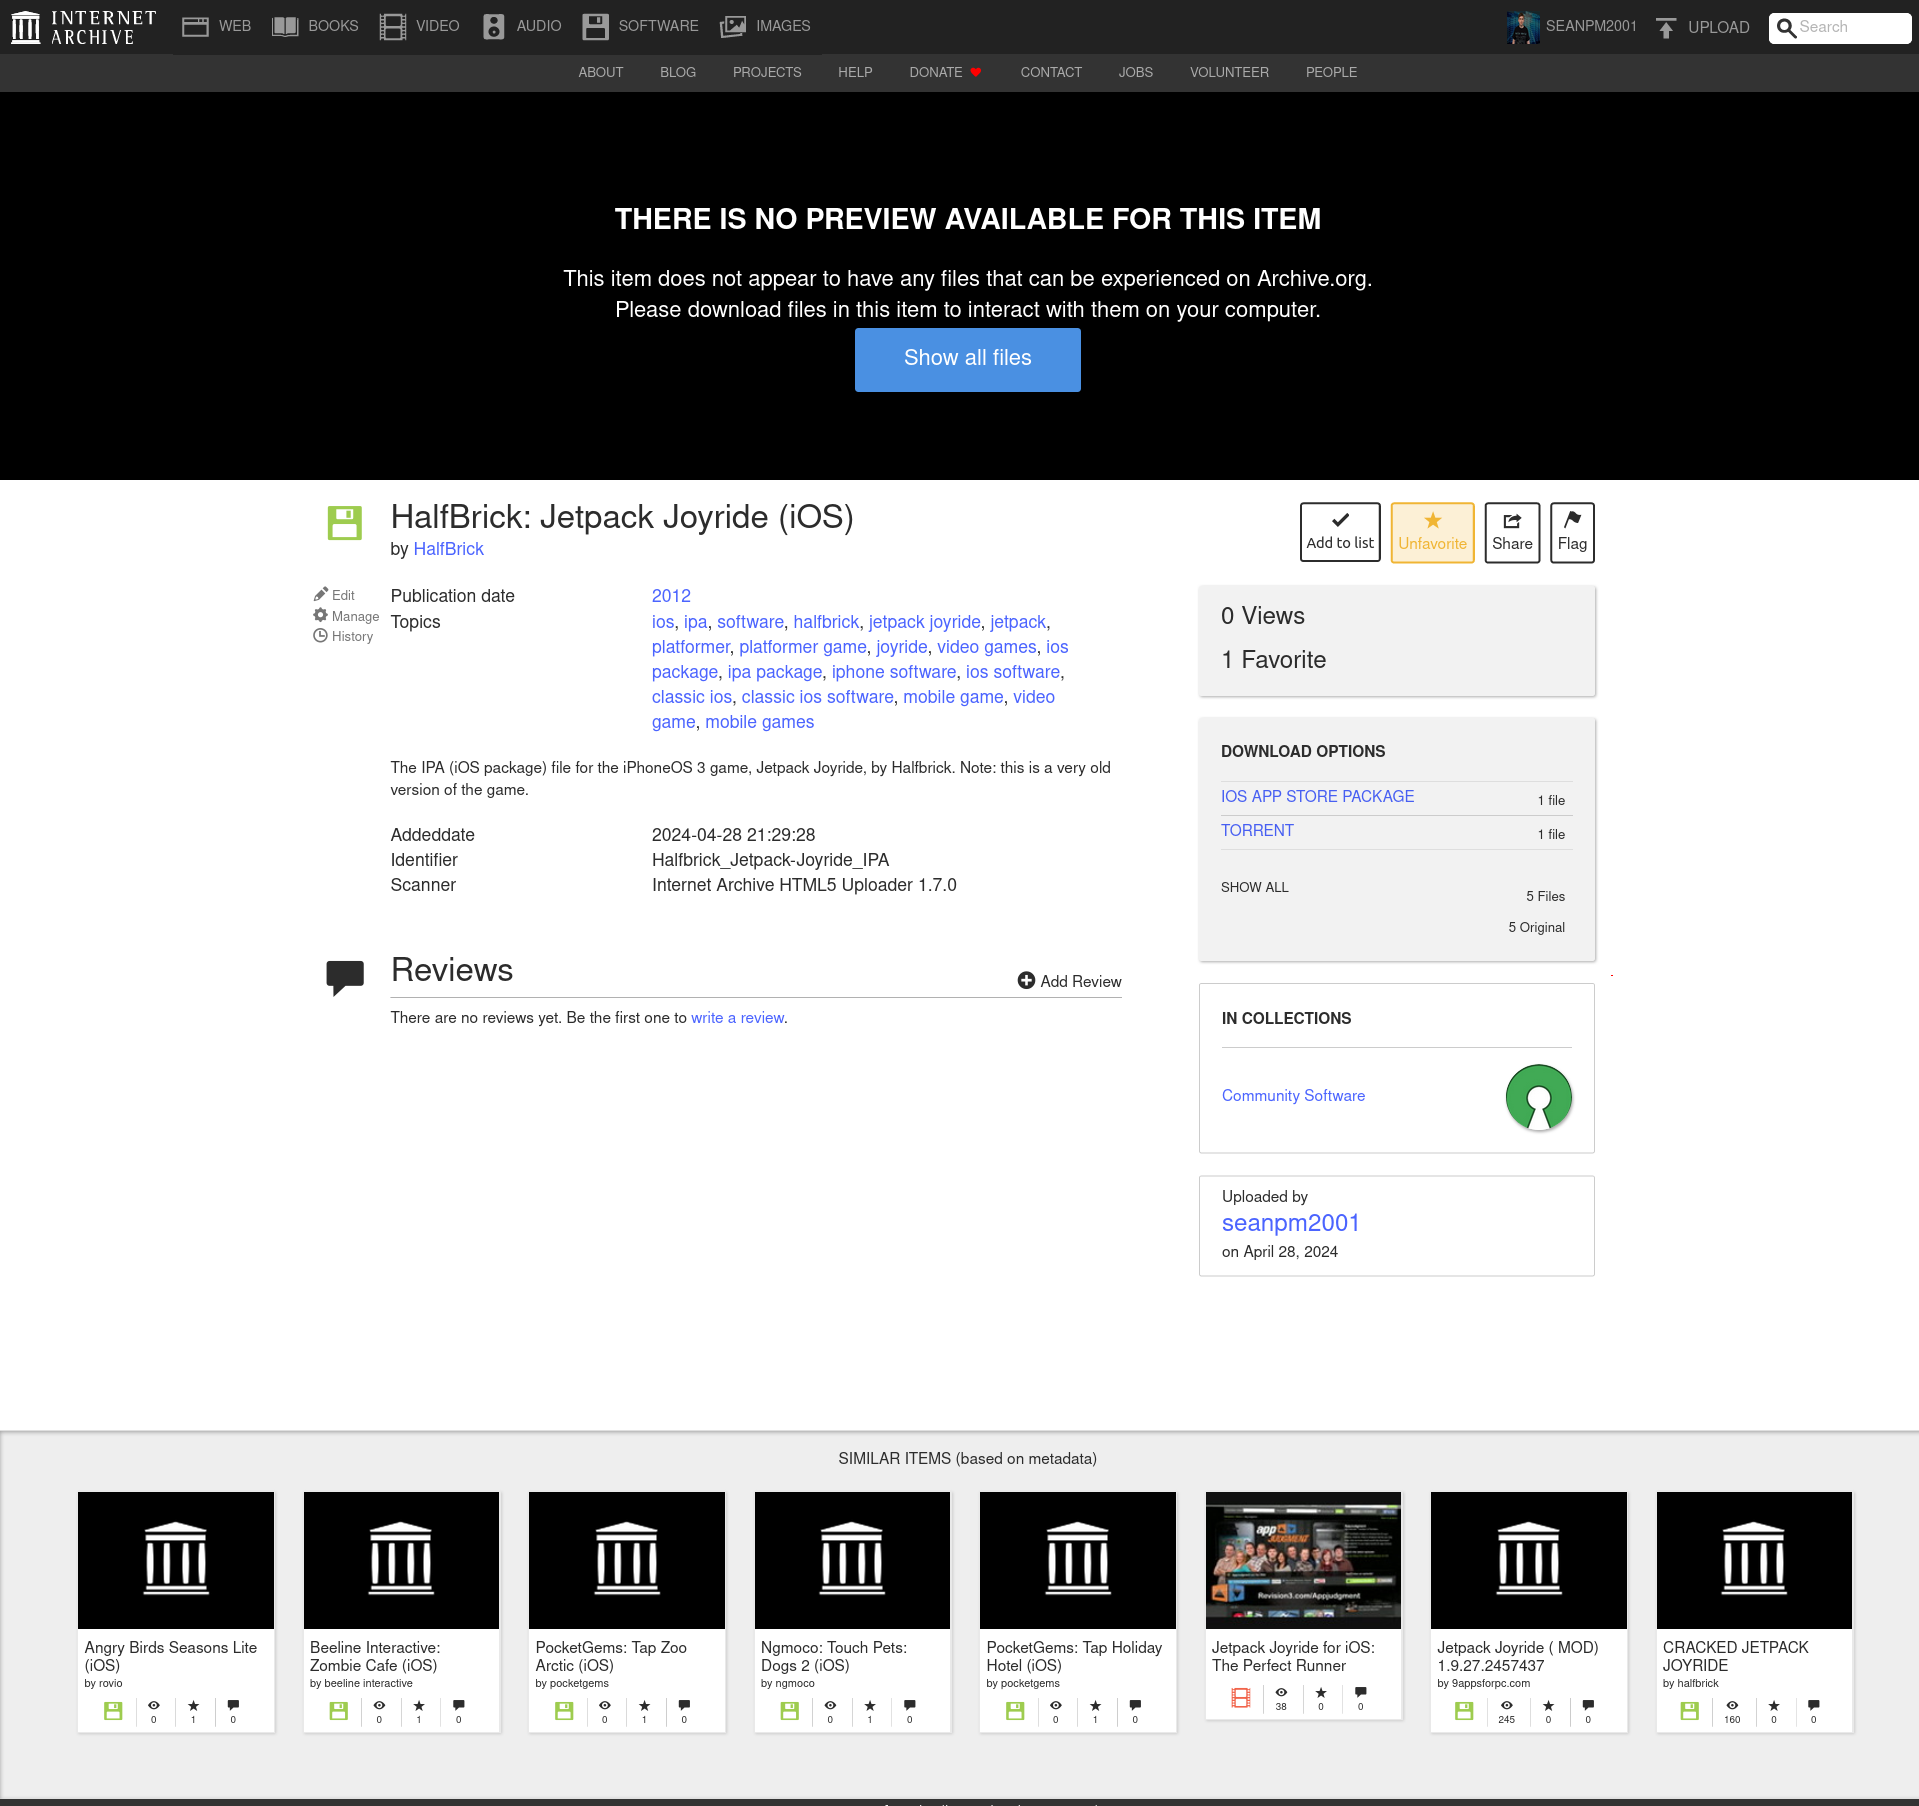 INTERNET ARCHIVE
WEB BOOKS VIDEO AUDIO SOFTWARE IMAGES SEANPM2001 UPLOAD Search
ABOUT BLOG PROJECTS HELP DONATE CONTACT JOBS VOLUNTEER PEOPLE
THERE IS NO PREVIEW AVAILABLE FOR THIS ITEM
This item does not appear to have any files that can be experienced on Archive.org.
Please download files in this item to interact with them on your computer.
Show all files
HalfBrick: Jetpack Joyride (iOS)
by HalfBrick
Add to list Unfavorite Share Flag
Edit
Manage
History
Publication date 2012
Topics ios, ipa, software, halfbrick, jetpack joyride, jetpack,
platformer, platformer game, joyride, video games, ios
package, ipa package, iphone software, ios software,
classic ios, classic ios software, mobile game, video
game, mobile games
The IPA (iOS package) file for the iPhoneOS 3 game, Jetpack Joyride, by Halfbrick. Note: this is a very old
version of the game.
Addeddate 2024-04-28 21:29:28
Identifier Halfbrick_Jetpack-Joyride_IPA
Scanner Internet Archive HTML5 Uploader 1.7.0
Reviews
Add Review
There are no reviews yet. Be the first one to write a review.
0 Views
1 Favorite
DOWNLOAD OPTIONS
IOS APP STORE PACKAGE 1 file
TORRENT 1 file
SHOW ALL 5 Files
5 Original
IN COLLECTIONS
Community Software
Uploaded by
seanpm2001
on April 28, 2024
SIMILAR ITEMS (based on metadata)
Angry Birds Seasons Lite
(iOS)
by rovio
0 1 0
Beeline Interactive:
Zombie Cafe (iOS)
by beeline interactive
0 1 0
PocketGems: Tap Zoo
Arctic (iOS)
by pocketgems
0 1 0
Ngmoco: Touch Pets:
Dogs 2 (iOS)
by ngmoco
0 1 0
PocketGems: Tap Holiday
Hotel (iOS)
by pocketgems
0 1 0
app
JUDGMENT
Revision3.com/Appjudgment
Jetpack Joyride for iOS:
The Perfect Runner
38 0 0
Jetpack Joyride ( MOD)
1.9.27.2457437
by 9appsforpc.com
245 0 0
CRACKED JETPACK
JOYRIDE
by halfbrick
160 0 0